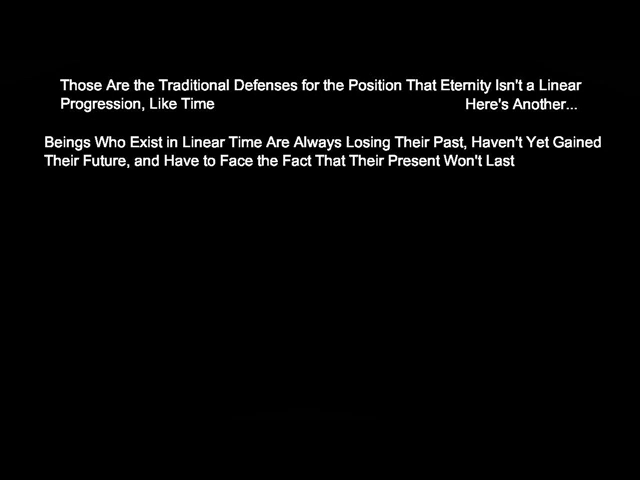 Those Are the Traditional Defenses for the Position That Eternity Isn't a Linear
Progression, Like Time Here's Another...
Beings Who Exist in Linear Time Are Always Losing Their Past, Haven't Yet Gained
Their Future, and Have to Face the Fact That Their Present Won't Last